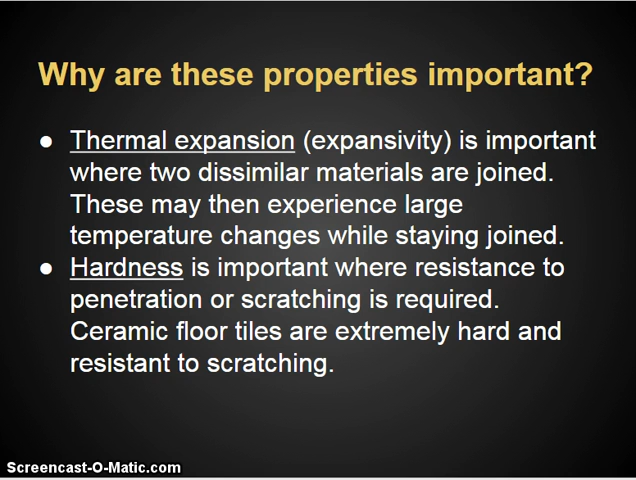 Why are these properties important?
● Thermal expansion (expansivity) is important
where two dissimilar materials are joined.
These may then experience large
temperature changes while staying joined.
● Hardness is important where resistance to
penetration or scratching is required.
Ceramic floor tiles are extremely hard and
resistant to scratching.
Screencast-O-Matic.com